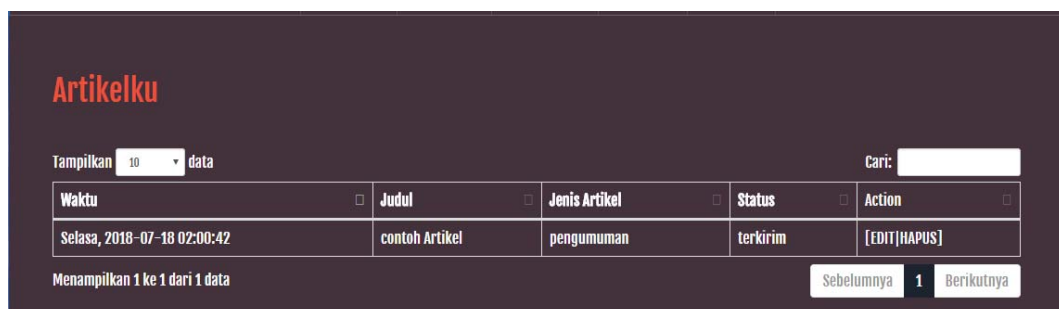 Artikelku
Tampilkan 10 data Cari:
Waktu Judul Jenis Artikel Status Action
Selasa, 2018-07-18 02:00:42 contoh Artikel pengumuman terkirim [EDIT|HAPUS]
Menampilkan 1 ke 1 dari 1 data Sebelumnya 1 Berikutnya